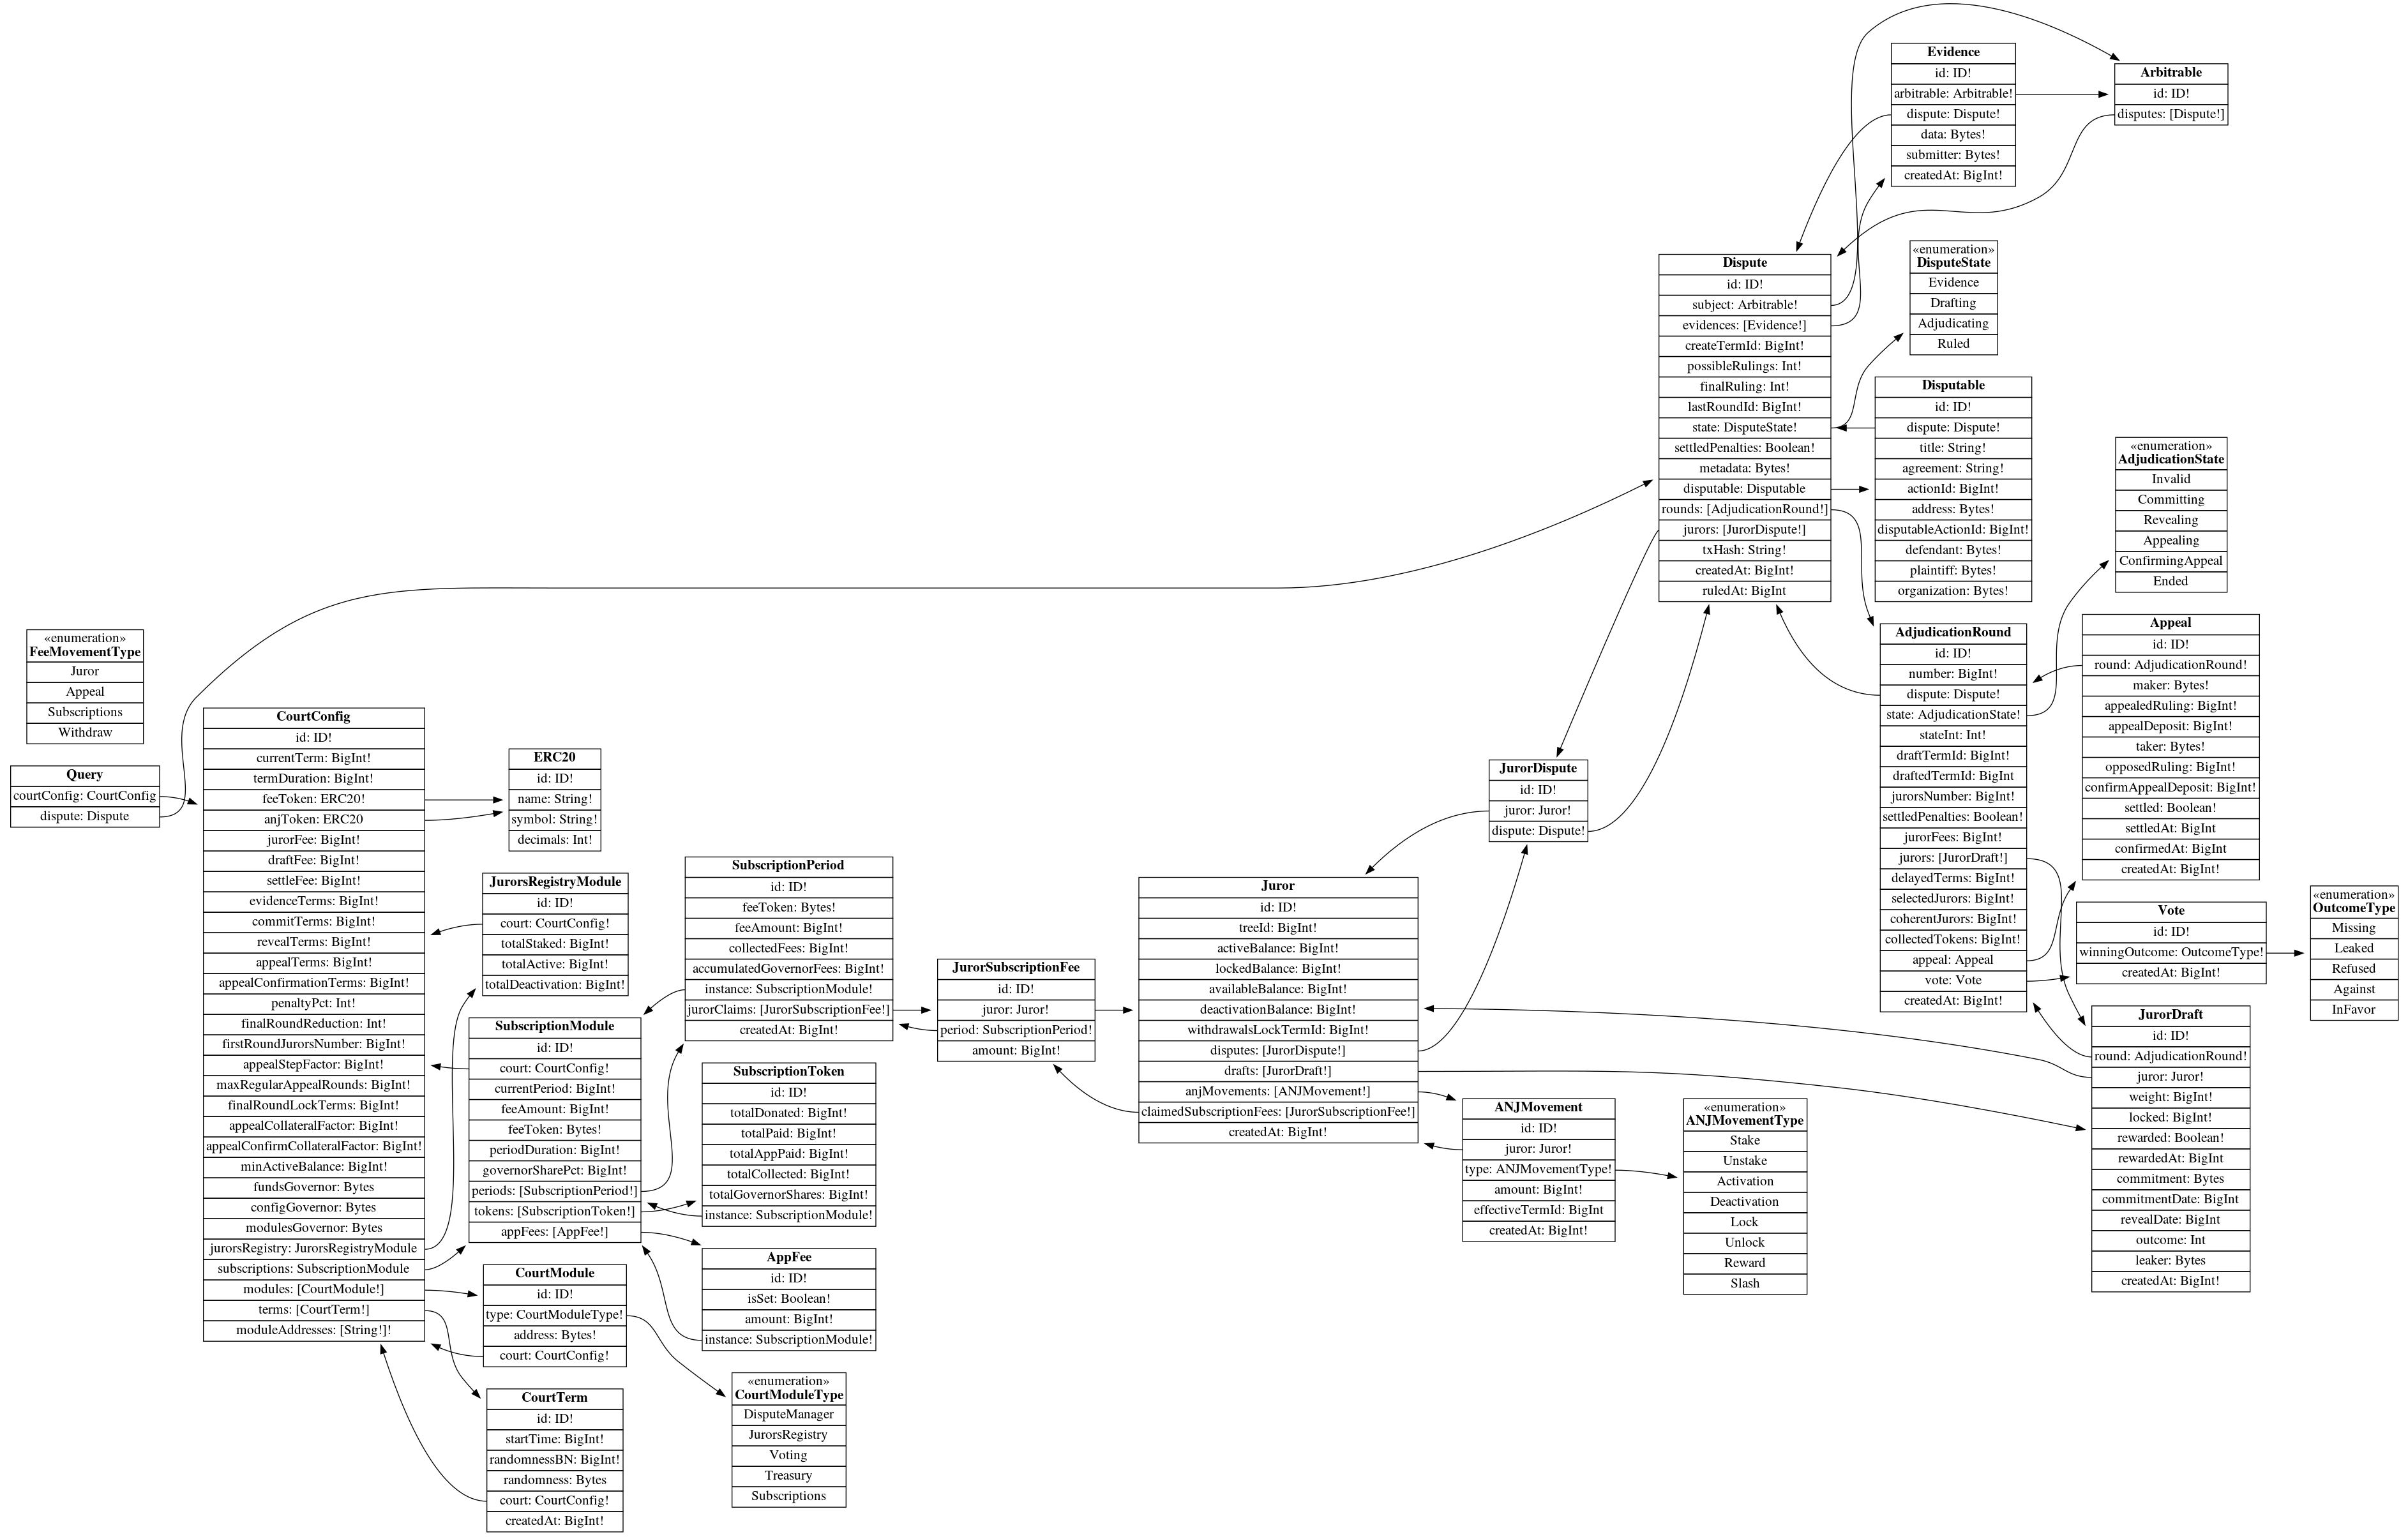 «enumeration»
FeeMovementType
Juror
Appeal
Subscriptions
Withdraw
Query
courtConfig: CourtConfig
dispute: Dispute
CourtConfig
id: ID!
currentTerm: BigInt!
termDuration: BigInt!
feeToken: ERC20!
anjToken: ERC20
jurorFee: BigInt!
draftFee: BigInt!
settleFee: BigInt!
evidenceTerms: BigInt!
commitTerms: BigInt!
revealTerms: BigInt!
appealTerms: BigInt!
appealConfirmationTerms: BigInt!
penaltyPct: Int!
finalRoundReduction: Int!
firstRoundJurorsNumber: BigInt!
appealStepFactor: BigInt!
maxRegularAppealRounds: BigInt!
finalRoundLockTerms: BigInt!
appealCollateralFactor: BigInt!
appealConfirmCollateralFactor: BigInt!
minActiveBalance: BigInt!
fundsGovernor: Bytes
configGovernor: Bytes
modulesGovernor: Bytes
jurorsRegistry: JurorsRegistryModule
subscriptions: SubscriptionModule
modules: [CourtModule!]
terms: [CourtTerm!]
moduleAddresses: [String!]!
ERC20
id: ID!
name: String!
symbol: String!
decimals: Int!
JurorsRegistryModule
id: ID!
court: CourtConfig!
totalStaked: BigInt!
totalActive: BigInt!
totalDeactivation: BigInt!
SubscriptionModule
id: ID!
court: CourtConfig!
currentPeriod: BigInt!
feeAmount: BigInt!
feeToken: Bytes!
periodDuration: BigInt!
governorSharePct: BigInt!
periods: [SubscriptionPeriod!]
tokens: [SubscriptionToken!]
appFees: [AppFee!]
CourtModule
id: ID!
type: CourtModuleType!
address: Bytes!
court: CourtConfig!
CourtTerm
id: ID!
startTime: BigInt!
randomnessBN: BigInt!
randomness: Bytes
court: CourtConfig!
createdAt: BigInt!
SubscriptionPeriod
id: ID!
feeToken: Bytes!
feeAmount: BigInt!
collectedFees: BigInt!
accumulatedGovernorFees: BigInt!
instance: SubscriptionModule!
jurorClaims: [JurorSubscriptionFee!]
createdAt: BigInt!
SubscriptionToken
id: ID!
totalDonated: BigInt!
totalPaid: BigInt!
totalAppPaid: BigInt!
totalCollected: BigInt!
totalGovernorShares: BigInt!
instance: SubscriptionModule!
AppFee
id: ID!
isSet: Boolean!
amount: BigInt!
instance: SubscriptionModule!
«enumeration»
CourtModuleType
DisputeManager
JurorsRegistry
Voting
Treasury
Subscriptions
JurorSubscriptionFee
id: ID!
juror: Juror!
period: SubscriptionPeriod!
amount: BigInt!
Juror
id: ID!
treeId: BigInt!
activeBalance: BigInt!
lockedBalance: BigInt!
availableBalance: BigInt!
deactivationBalance: BigInt!
withdrawalsLockTermId: BigInt!
disputes: [JurorDispute!]
drafts: [JurorDraft!]
anjMovements: [ANJMovement!]
claimedSubscriptionFees: [JurorSubscriptionFee!]
createdAt: BigInt!
JurorDispute
id: ID!
juror: Juror!
dispute: Dispute!
ANJMovement
id: ID!
juror: Juror!
type: ANJMovementType!
amount: BigInt!
effectiveTermId: BigInt
createdAt: BigInt!
«enumeration»
ANJMovementType
Stake
Unstake
Activation
Deactivation
Lock
Unlock
Reward
Slash
Dispute
id: ID!
subject: Arbitrable!
evidences: [Evidence!]
createTermId: BigInt!
possibleRulings: Int!
finalRuling: Int!
lastRoundId: BigInt!
state: DisputeState!
settledPenalties: Boolean!
metadata: Bytes!
disputable: Disputable
rounds: [AdjudicationRound!]
jurors: [JurorDispute!]
txHash: String!
createdAt: BigInt!
ruledAt: BigInt
Evidence
id: ID!
arbitrable: Arbitrable!
dispute: Dispute!
data: Bytes!
submitter: Bytes!
createdAt: BigInt!
Arbitrable
id: ID!
disputes: [Dispute!]
«enumeration»
DisputeState
Evidence
Drafting
Adjudicating
Ruled
Disputable
id: ID!
dispute: Dispute!
title: String!
agreement: String!
actionId: BigInt!
address: Bytes!
disputableActionId: BigInt!
defendant: Bytes!
plaintiff: Bytes!
organization: Bytes!
AdjudicationRound
id: ID!
number: BigInt!
dispute: Dispute!
state: AdjudicationState!
stateInt: Int!
draftTermId: BigInt!
draftedTermId: BigInt
jurorsNumber: BigInt!
settledPenalties: Boolean!
jurorFees: BigInt!
jurors: [JurorDraft!]
delayedTerms: BigInt!
selectedJurors: BigInt!
coherentJurors: BigInt!
collectedTokens: BigInt!
appeal: Appeal
vote: Vote
createdAt: BigInt!
«enumeration»
AdjudicationState
Invalid
Committing
Revealing
Appealing
ConfirmingAppeal
Ended
Appeal
id: ID!
round: AdjudicationRound!
maker: Bytes!
appealedRuling: BigInt!
appealDeposit: BigInt!
taker: Bytes!
opposedRuling: BigInt!
confirmAppealDeposit: BigInt!
settled: Boolean!
settledAt: BigInt
confirmedAt: BigInt
createdAt: BigInt!
Vote
id: ID!
winningOutcome: OutcomeType!
createdAt: BigInt!
«enumeration»
OutcomeType
Missing
Leaked
Refused
Against
InFavor
JurorDraft
id: ID!
round: AdjudicationRound!
juror: Juror!
weight: BigInt!
locked: BigInt!
rewarded: Boolean!
rewardedAt: BigInt
commitment: Bytes
commitmentDate: BigInt
revealDate: BigInt
outcome: Int
leaker: Bytes
createdAt: BigInt!